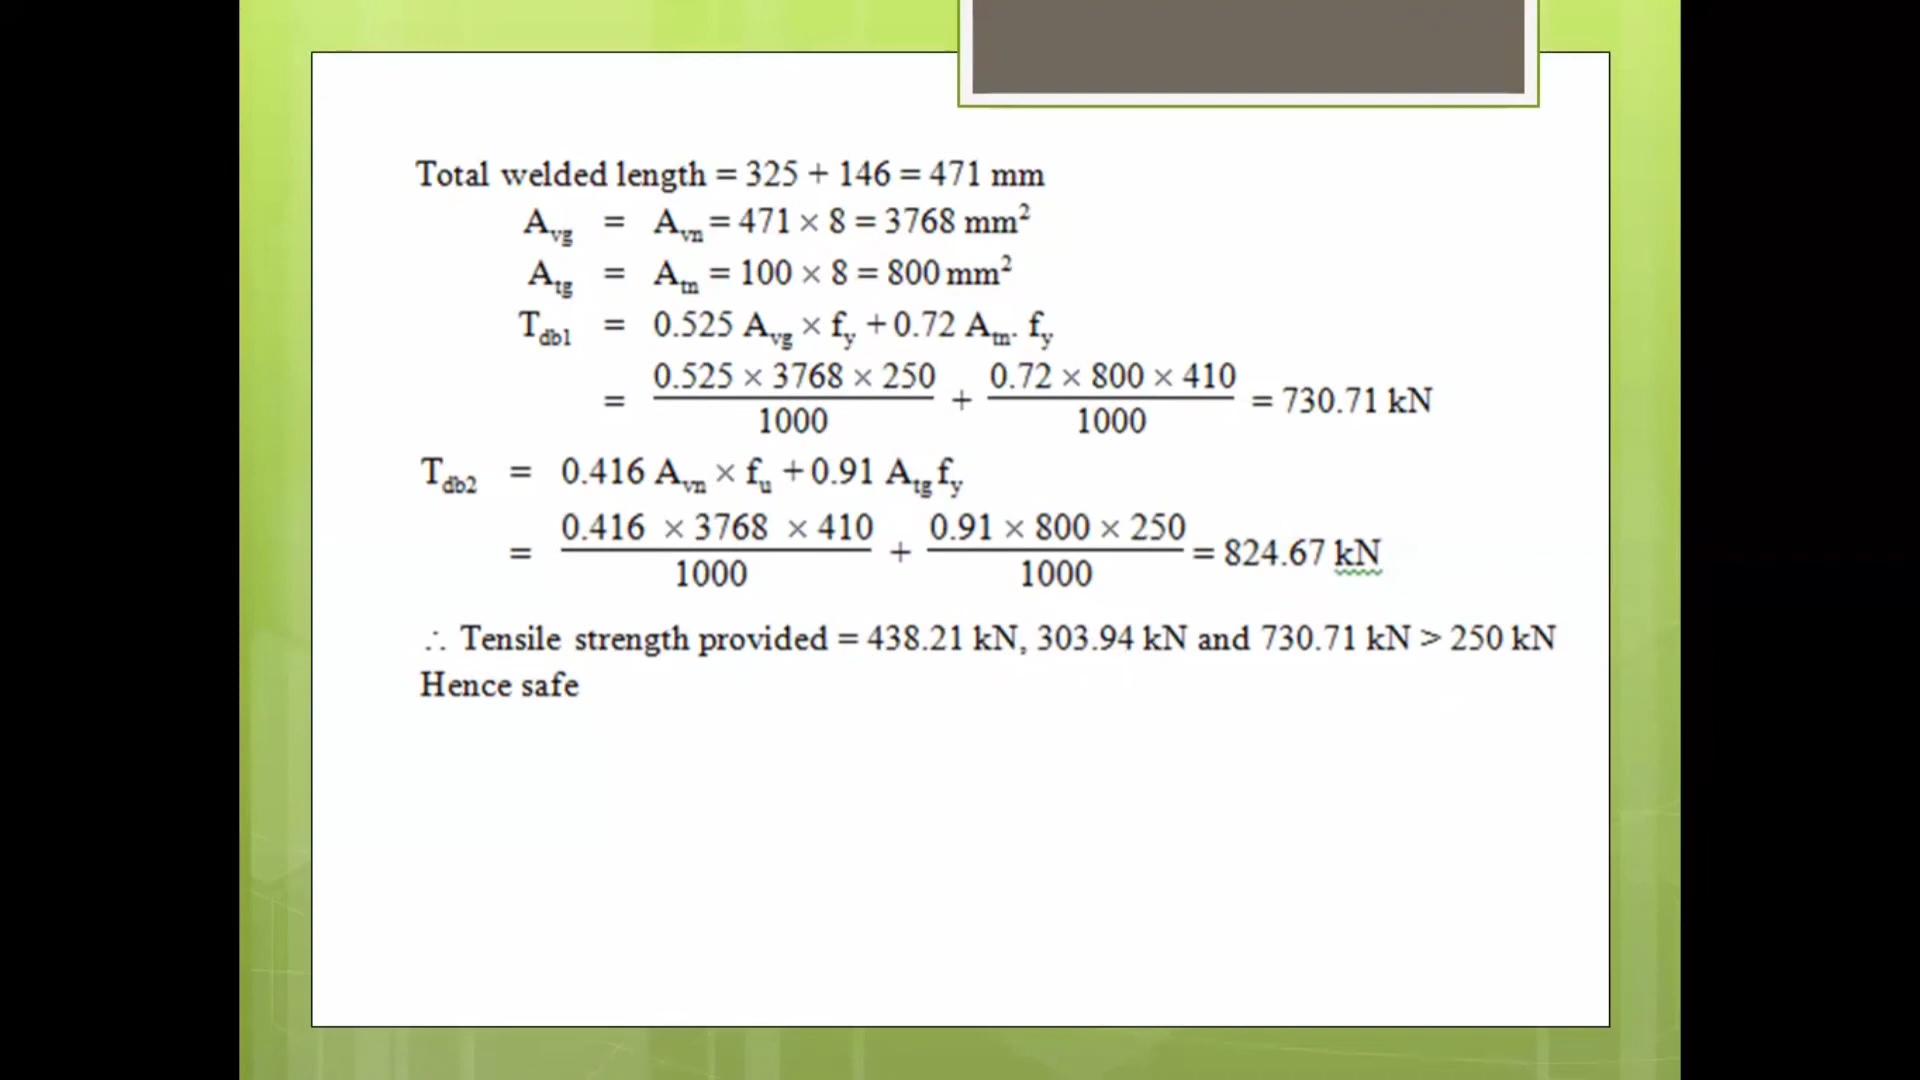 Total welded length = 325 + 146 = 471 mm
A_vg = A_vn = 471 × 8 = 3768 mm²
A_tg = A_tn = 100 × 8 = 800 mm²
T_db1 = 0.525 A_vg × f_y + 0.72 A_tn. f_y
= (0.525 × 3768 × 250)/1000 + (0.72 × 800 × 410)/1000 = 730.71 kN
T_db2 = 0.416 A_vn × f_u + 0.91 A_tg f_y
= (0.416 × 3768 × 410)/1000 + (0.91 × 800 × 250)/1000 = 824.67 kN
∴ Tensile strength provided = 438.21 kN, 303.94 kN and 730.71 kN > 250 kN
Hence safe